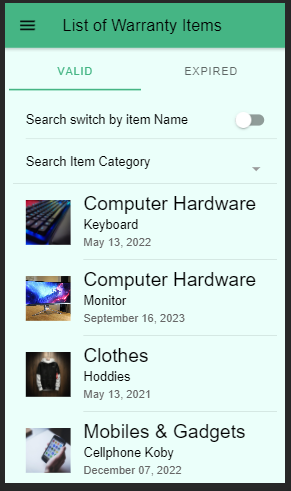 List of Warranty Items
VALID
EXPIRED
Search switch by item Name
Search Item Category
Computer Hardware
Keyboard
May 13, 2022
Computer Hardware
Monitor
September 16, 2023
Clothes
Hoddies
May 13, 2021
Mobiles & Gadgets
Cellphone Koby
December 07, 2022